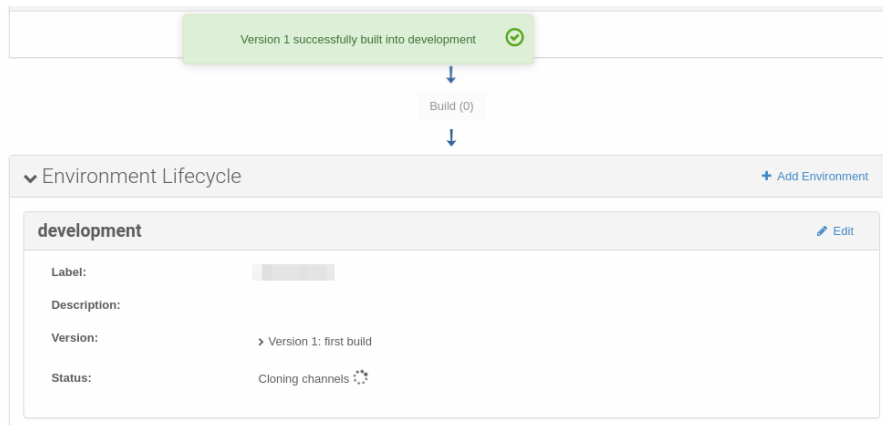 Version 1 successfully built into development
Build (0)
Environment Lifecycle
Add Environment
development
Edit
Label:
Description:
Version:
Version 1: first build
Status:
Cloning channels